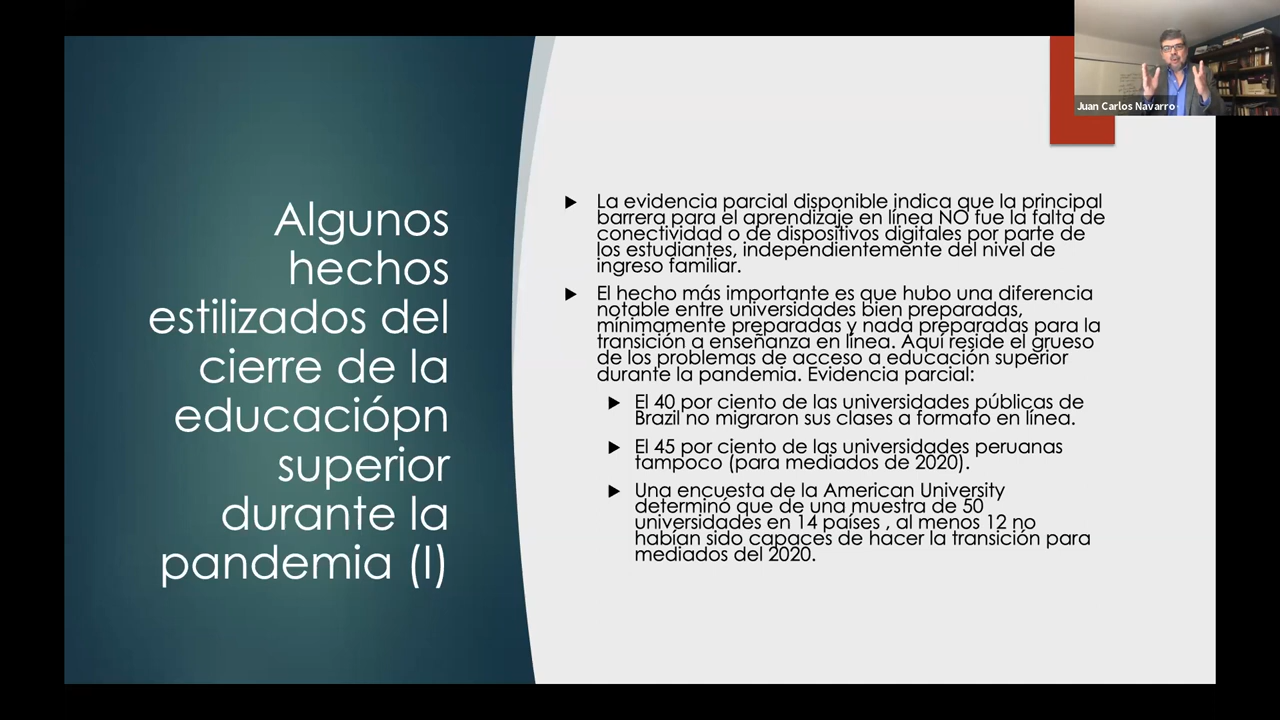 Juan Carlos Navarro
Algunos
hechos
estilizados del
cierre de la
educaciópn
superior
durante la
pandemia (I)
La evidencia parcial disponible indica que la principal
barrera para el aprendizaje en línea NO fue la falta de
conectividad o de dispositivos digitales por parte de
los estudiantes, independientemente del nivel de
ingreso familiar.
El hecho más importante es que hubo una diferencia
notable entre universidades bien preparadas,
mínimamente preparadas y nada preparadas para la
transición a enseñanza en línea. Aquí reside el grueso
de los problemas de acceso a educación superior
durante la pandemia. Evidencia parcial:
El 40 por ciento de las universidades públicas de
Brazil no migraron sus clases a formato en línea.
El 45 por ciento de las universidades peruanas
tampoco (para mediados de 2020).
Una encuesta de la American University
determinó que de una muestra de 50
universidades en 14 países , al menos 12 no
habían sido capaces de hacer la transición para
mediados del 2020.